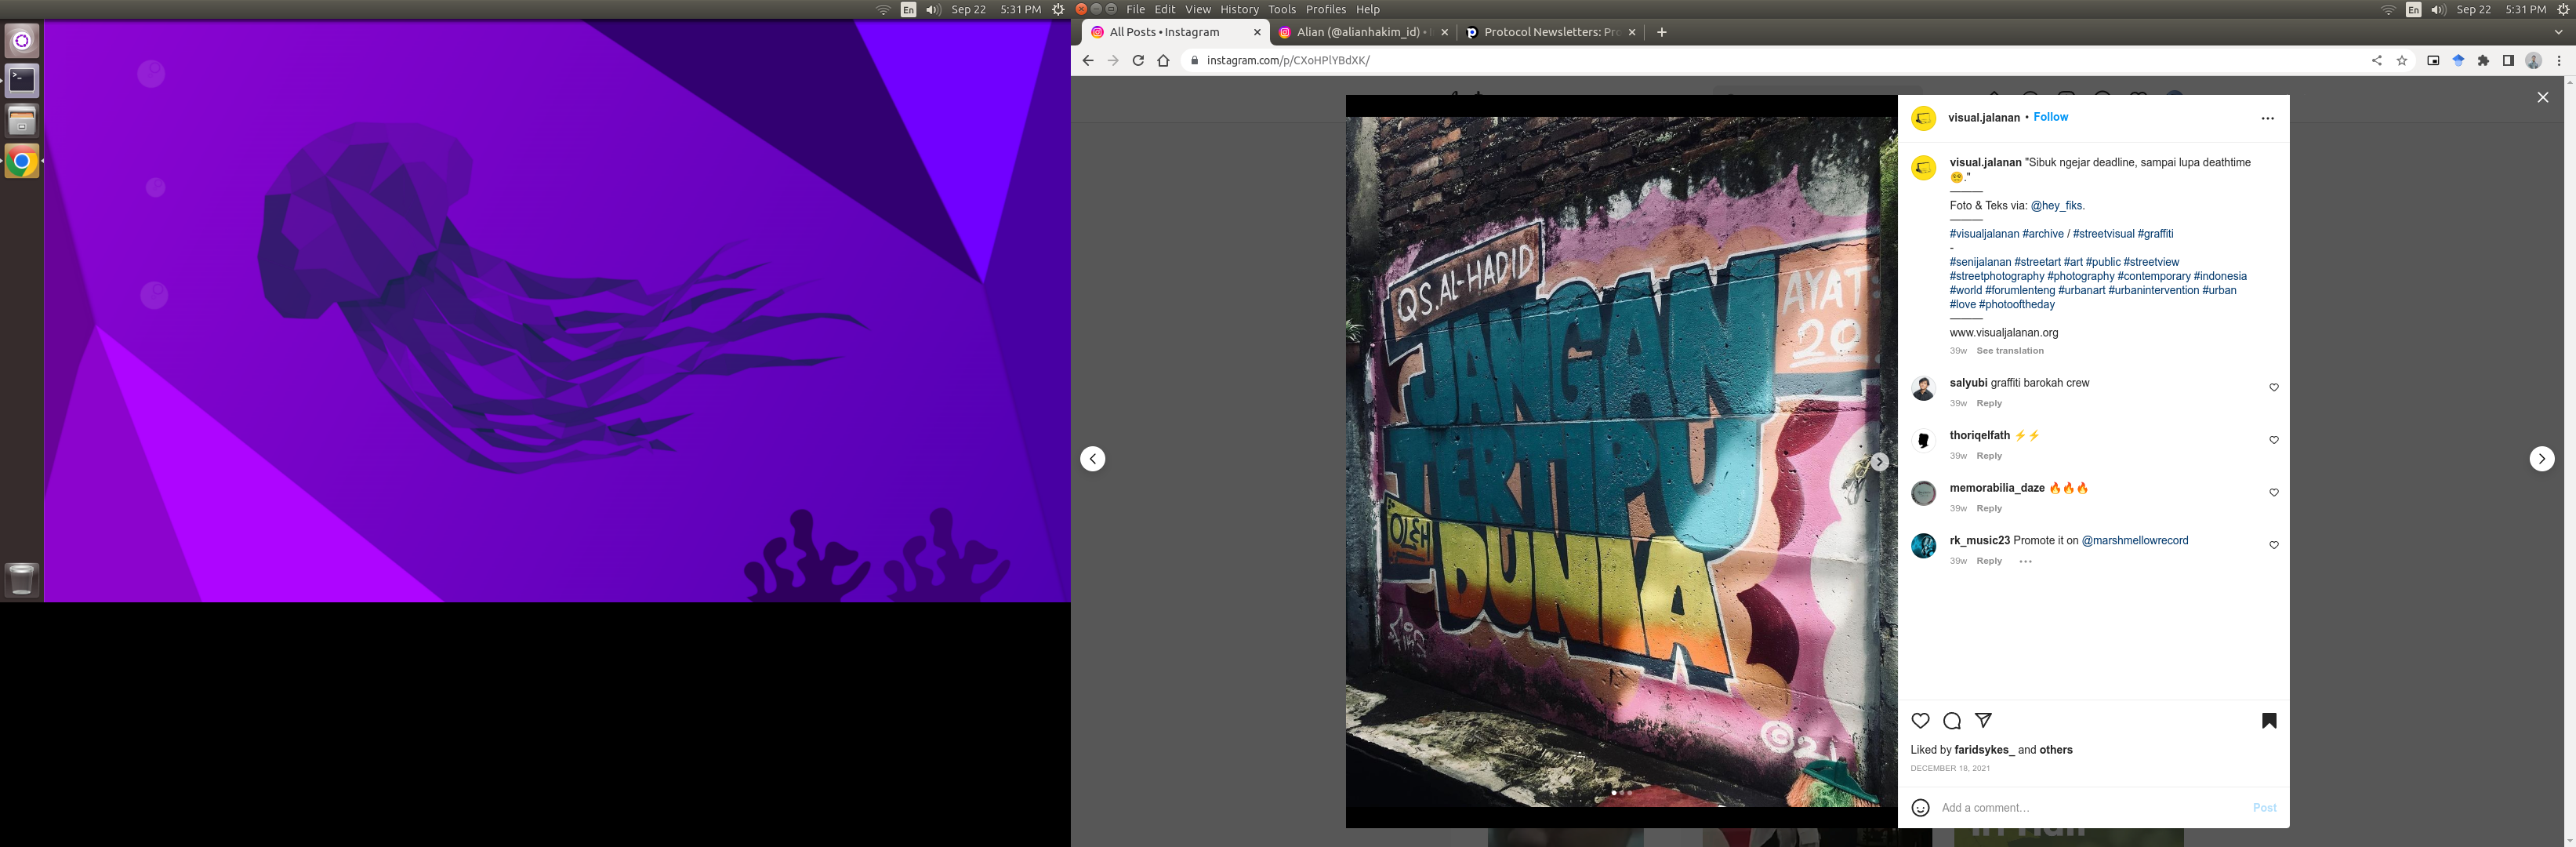 En
Sep 22
5:31 PM
File Edit View History Tools Profiles Help
En
Sep 22
5:31 PM
All Posts • Instagram
Alian (@alianhakim_id) •
Protocol Newsletters: Pro
instagram.com/p/CXoHPlYBdXK/
QS.AL-HADID
AYAT:
20
JANGAN
TERTIPU
OLEH
DUNIA
©21
visual.jalanan • Follow
visual.jalanan "Sibuk ngejar deadline, sampai lupa deathtime
😵‍💫."
Foto & Teks via: @hey_fiks.
#visualjalanan #archive / #streetvisual #graffiti
-
#senijalanan #streetart #art #public #streetview
#streetphotography #photography #contemporary #indonesia
#world #forumlenteng #urbanart #urbanintervention #urban
#love #photooftheday
www.visualjalanan.org
39w See translation
salyubi graffiti barokah crew
39w Reply
thoriqelfath ⚡⚡
39w Reply
memorabilia_daze 🔥🔥🔥
39w Reply
rk_music23 Promote it on @marshmellowrecord
39w Reply
Liked by faridsykes_ and others
DECEMBER 18, 2021
Add a comment…
Post